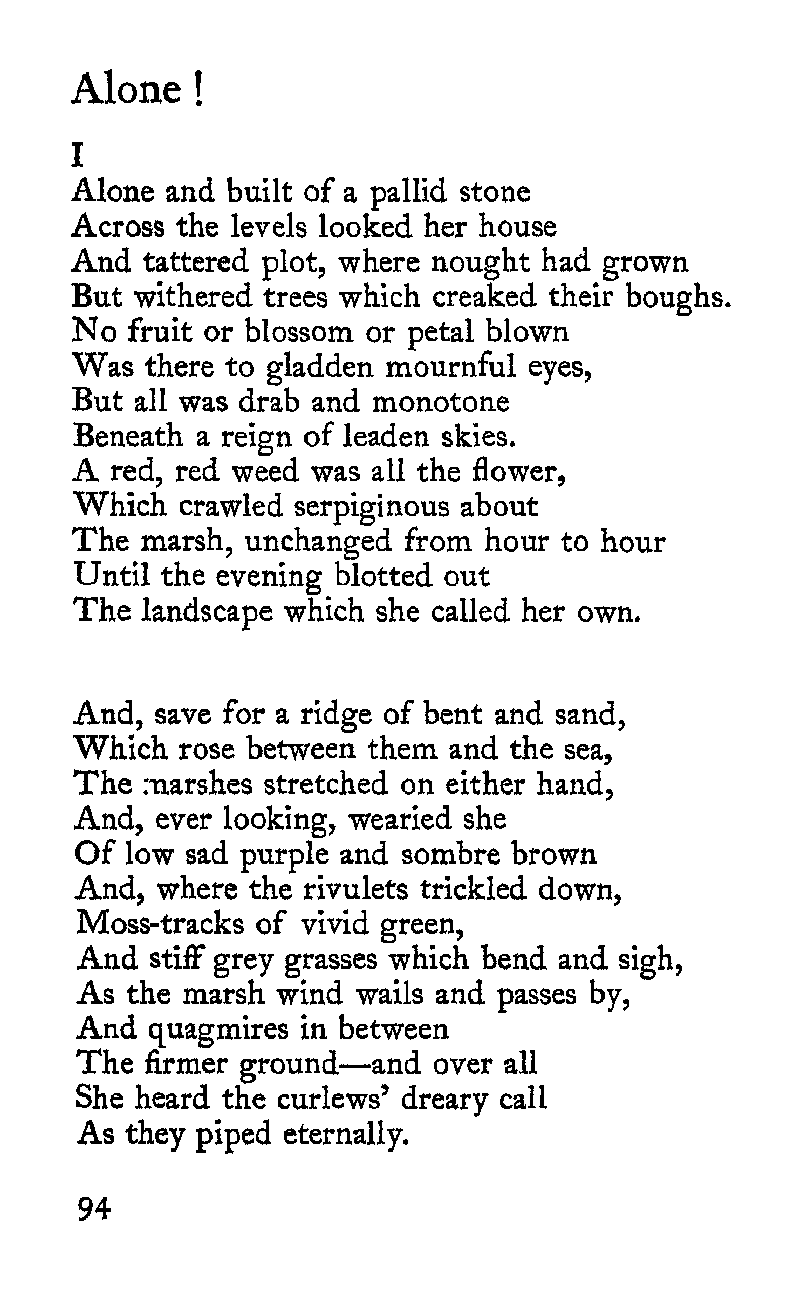 Alone !
I
Alone and built of a pallid stone
Across the levels looked her house
And tattered plot, where nought had grown
But withered trees which creaked their boughs.
No fruit or blossom or petal blown
Was there to gladden mournful eyes,
But all was drab and monotone
Beneath a reign of leaden skies.
A red, red weed was all the flower,
Which crawled serpiginous about
The marsh, unchanged from hour to hour
Until the evening blotted out
The landscape which she called her own.

And, save for a ridge of bent and sand,
Which rose between them and the sea,
The marshes stretched on either hand,
And, ever looking, wearied she
Of low sad purple and sombre brown
And, where the rivulets trickled down,
Moss-tracks of vivid green,
And stiff grey grasses which bend and sigh,
As the marsh wind wails and passes by,
And quagmires in between
The firmer ground—and over all
She heard the curlews’ dreary call
As they piped eternally.
94